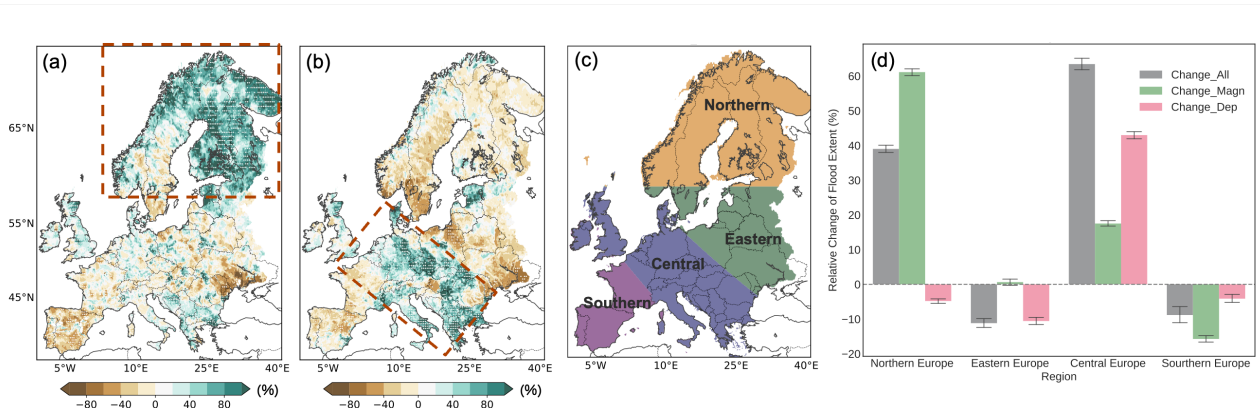 (a)
65°N
55°N
45°N
5°W 10°E 25°E 40°E
−80 −40 0 40 80 (%)
(b)
5°W 10°E 25°E 40°E
−80 −40 0 40 80 (%)
(c)
Northern
Eastern
Central
Southern
5°W 10°E 25°E 40°E
(d)
Relative Change of Flood Extent (%)
60
50
40
30
20
10
0
−10
−20
Change_All
Change_Magn
Change_Dep
Northern Europe Eastern Europe Central Europe Sourthern Europe
Region